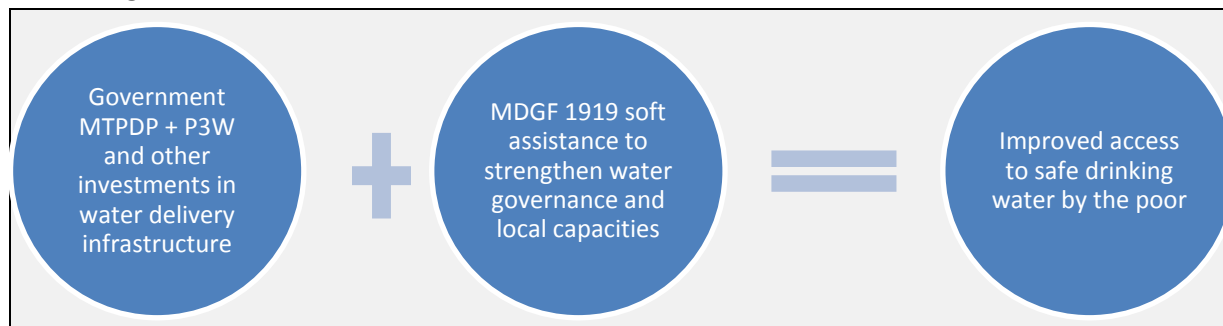 Government
MTPDP + P3W
and other
investments in
water delivery
infrastructure
MDGF 1919 soft
assistance to
strengthen water
governance and
local capacities
Improved access
to safe drinking
water by the poor